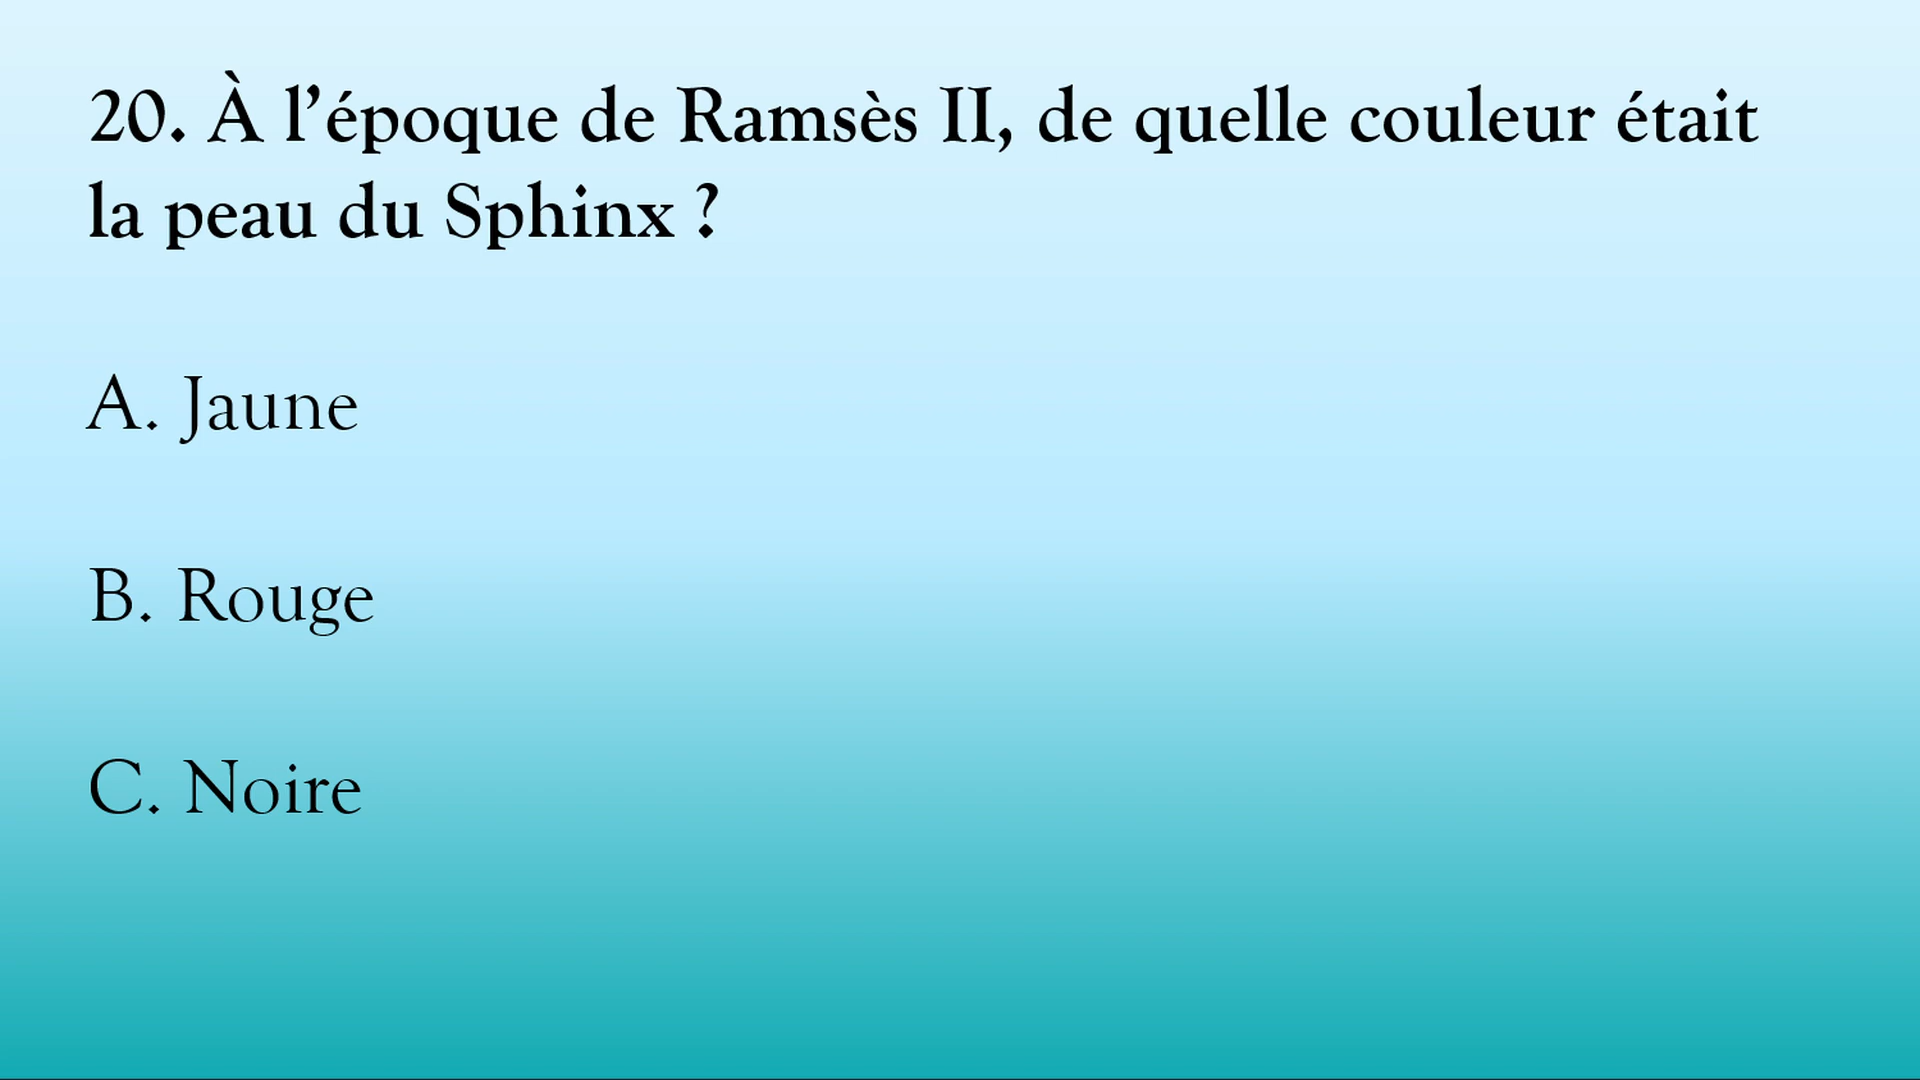 20. À l’époque de Ramsès II, de quelle couleur était
la peau du Sphinx ?
A. Jaune
B. Rouge
C. Noire